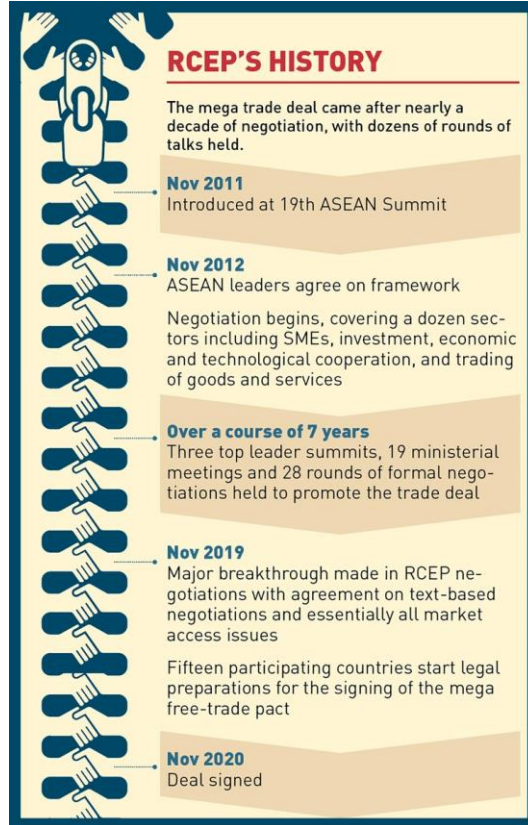 RCEP'S HISTORY
The mega trade deal came after nearly a
decade of negotiation, with dozens of rounds of
talks held.
Nov 2011
Introduced at 19th ASEAN Summit
Nov 2012
ASEAN leaders agree on framework
Negotiation begins, covering a dozen sec-
tors including SMEs, investment, economic
and technological cooperation, and trading
of goods and services
Over a course of 7 years
Three top leader summits, 19 ministerial
meetings and 28 rounds of formal nego-
tiations held to promote the trade deal
Nov 2019
Major breakthrough made in RCEP ne-
gotiations with agreement on text-based
negotiations and essentially all market
access issues
Fifteen participating countries start legal
preparations for the signing of the mega
free-trade pact
Nov 2020
Deal signed